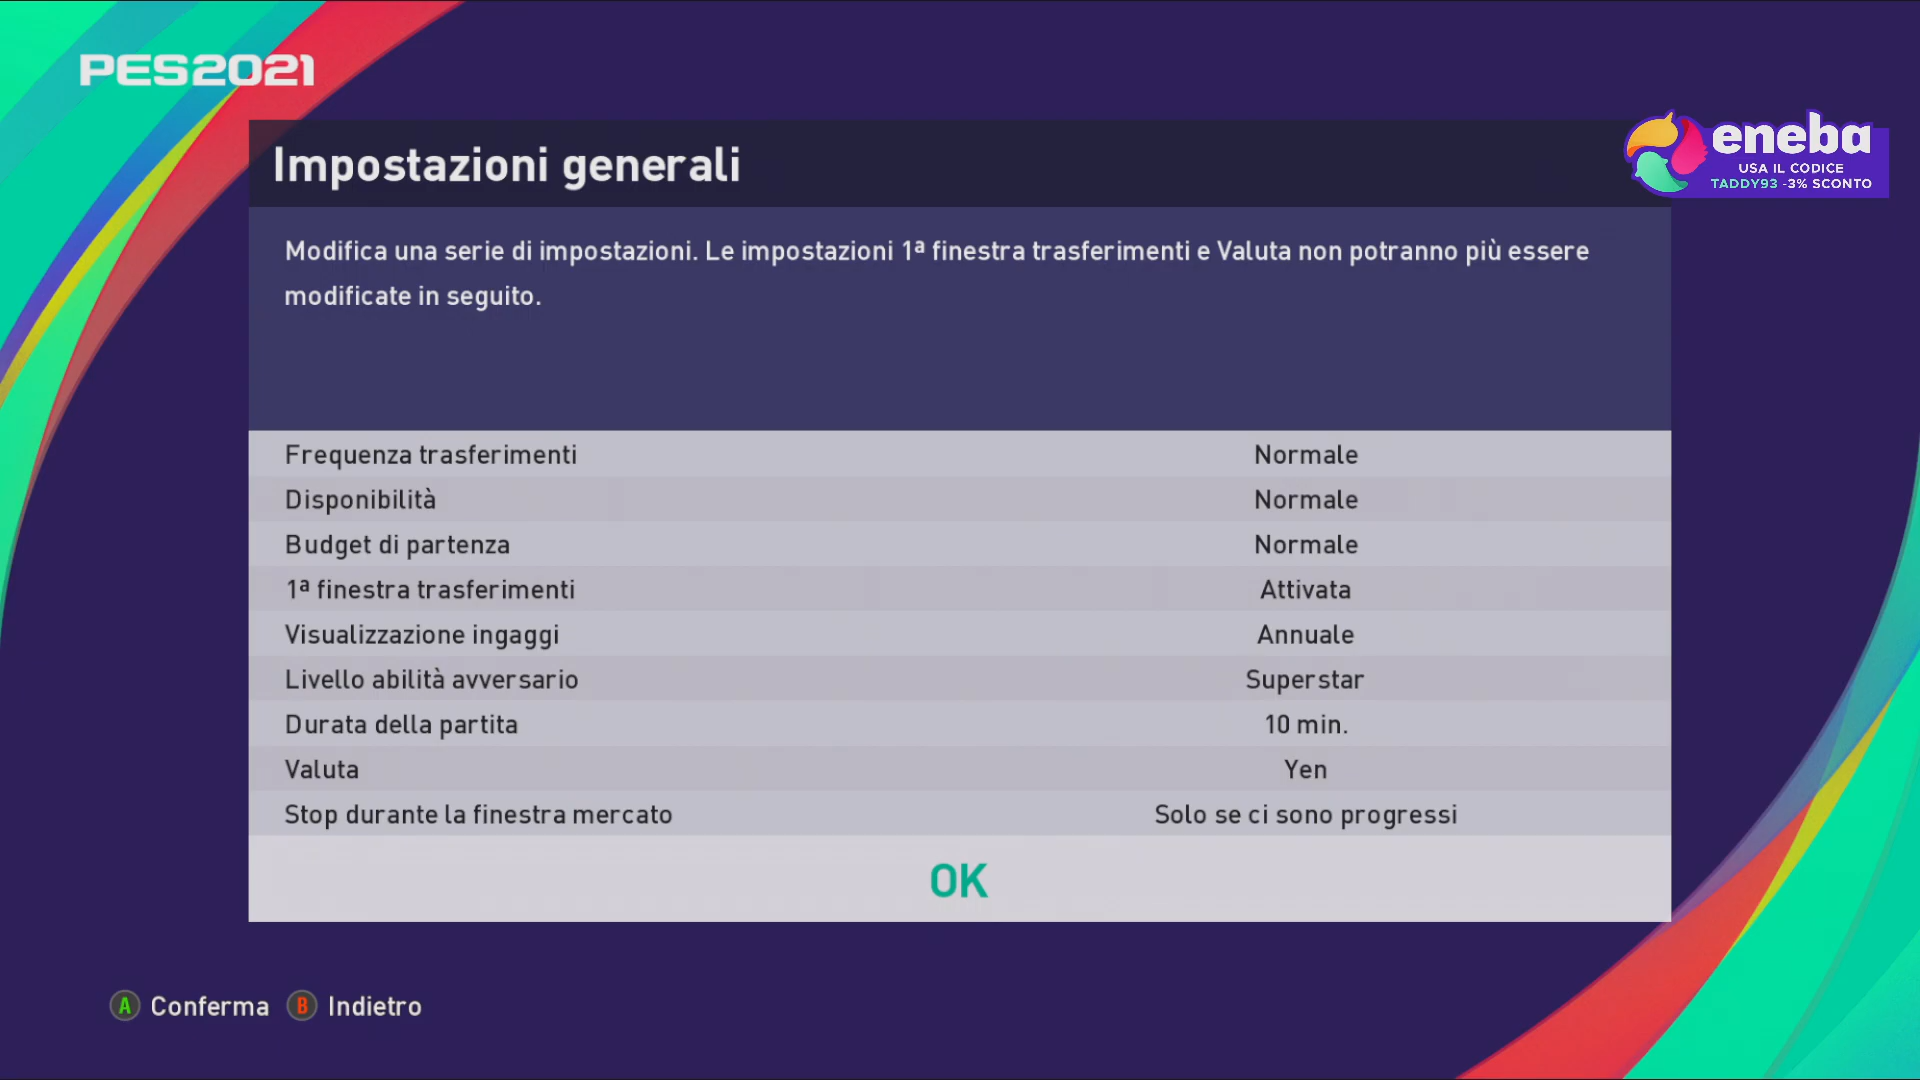 PES2021
eneba
USA IL CODICE
TADDY93 -3% SCONTO
Impostazioni generali
Modifica una serie di impostazioni. Le impostazioni 1ª finestra trasferimenti e Valuta non potranno più essere
modificate in seguito.
Frequenza trasferimenti Normale
Disponibilità Normale
Budget di partenza Normale
1ª finestra trasferimenti Attivata
Visualizzazione ingaggi Annuale
Livello abilità avversario Superstar
Durata della partita 10 min.
Valuta Yen
Stop durante la finestra mercato Solo se ci sono progressi
OK
A Conferma B Indietro